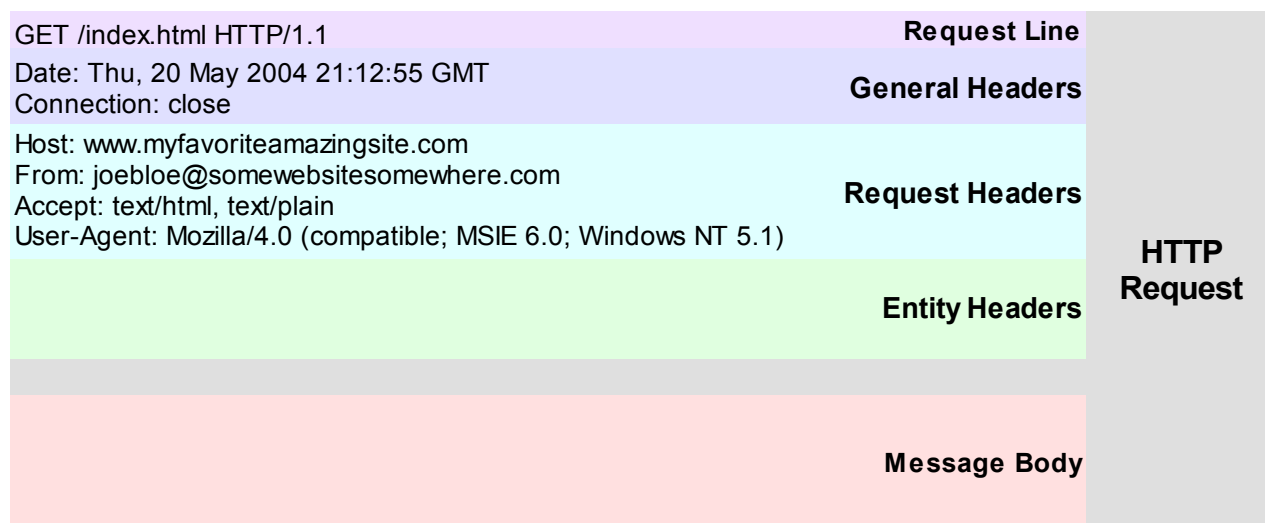 GET /index.html HTTP/1.1
Request Line
Date: Thu, 20 May 2004 21:12:55 GMT
Connection: close
General Headers
Host: www.myfavoriteamazingsite.com
From: joebloe@somewebsitesomewhere.com
Accept: text/html, text/plain
User-Agent: Mozilla/4.0 (compatible; MSIE 6.0; Windows NT 5.1)
Request Headers
Entity Headers
Message Body
HTTP
Request